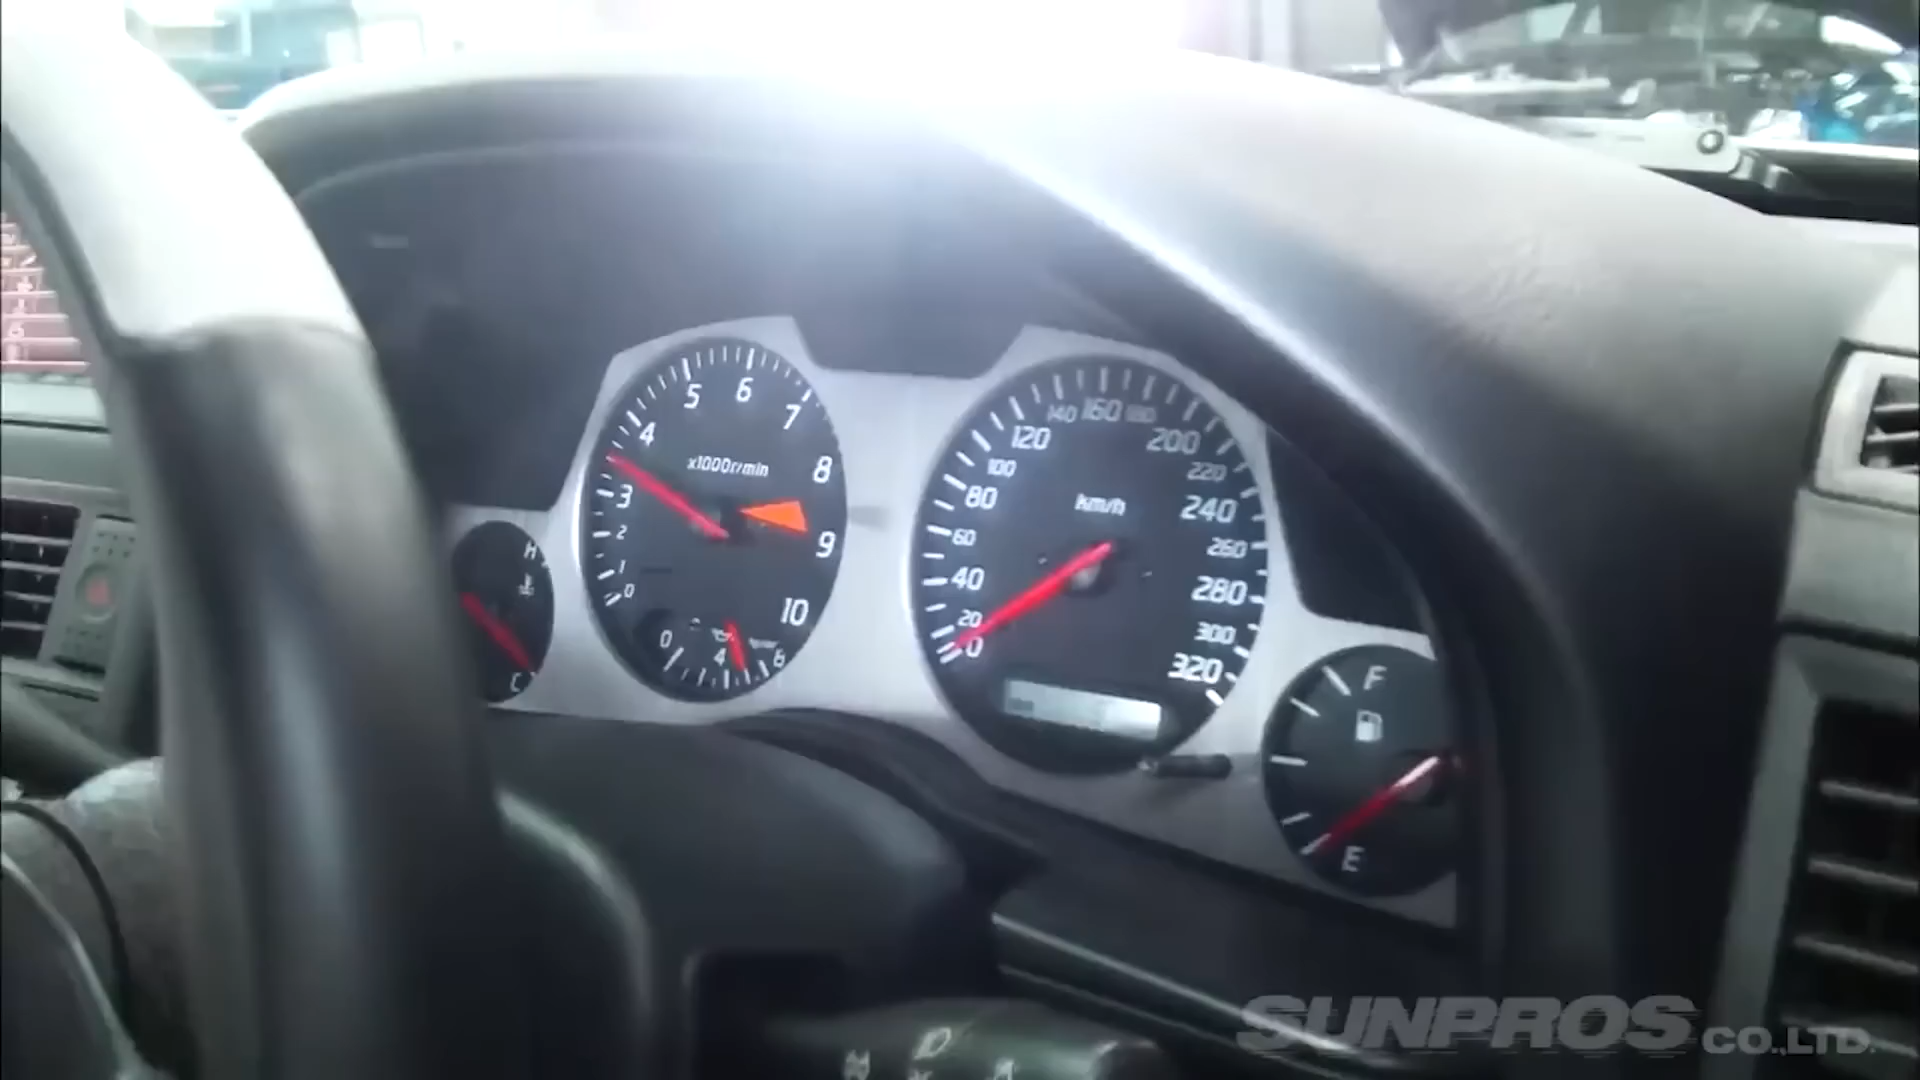 5 6
4 7
x1000r/min 8
3
2
1 9
0 10
0 4 6
H
C
140 160 180
120 200
100 220
80 km/h 240
60 260
40 280
20 300
0 320
F
E
SUNPROS CO.,LTD.